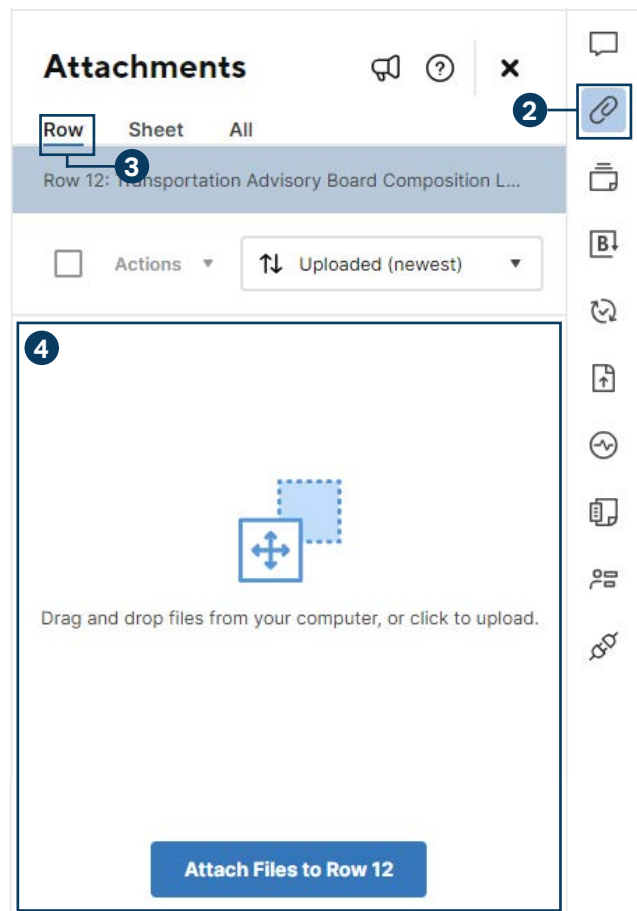 Attachments
2
Row Sheet All
3
Row 12: Transportation Advisory Board Composition L...
Actions
Uploaded (newest)
4
Drag and drop files from your computer, or click to upload.
Attach Files to Row 12